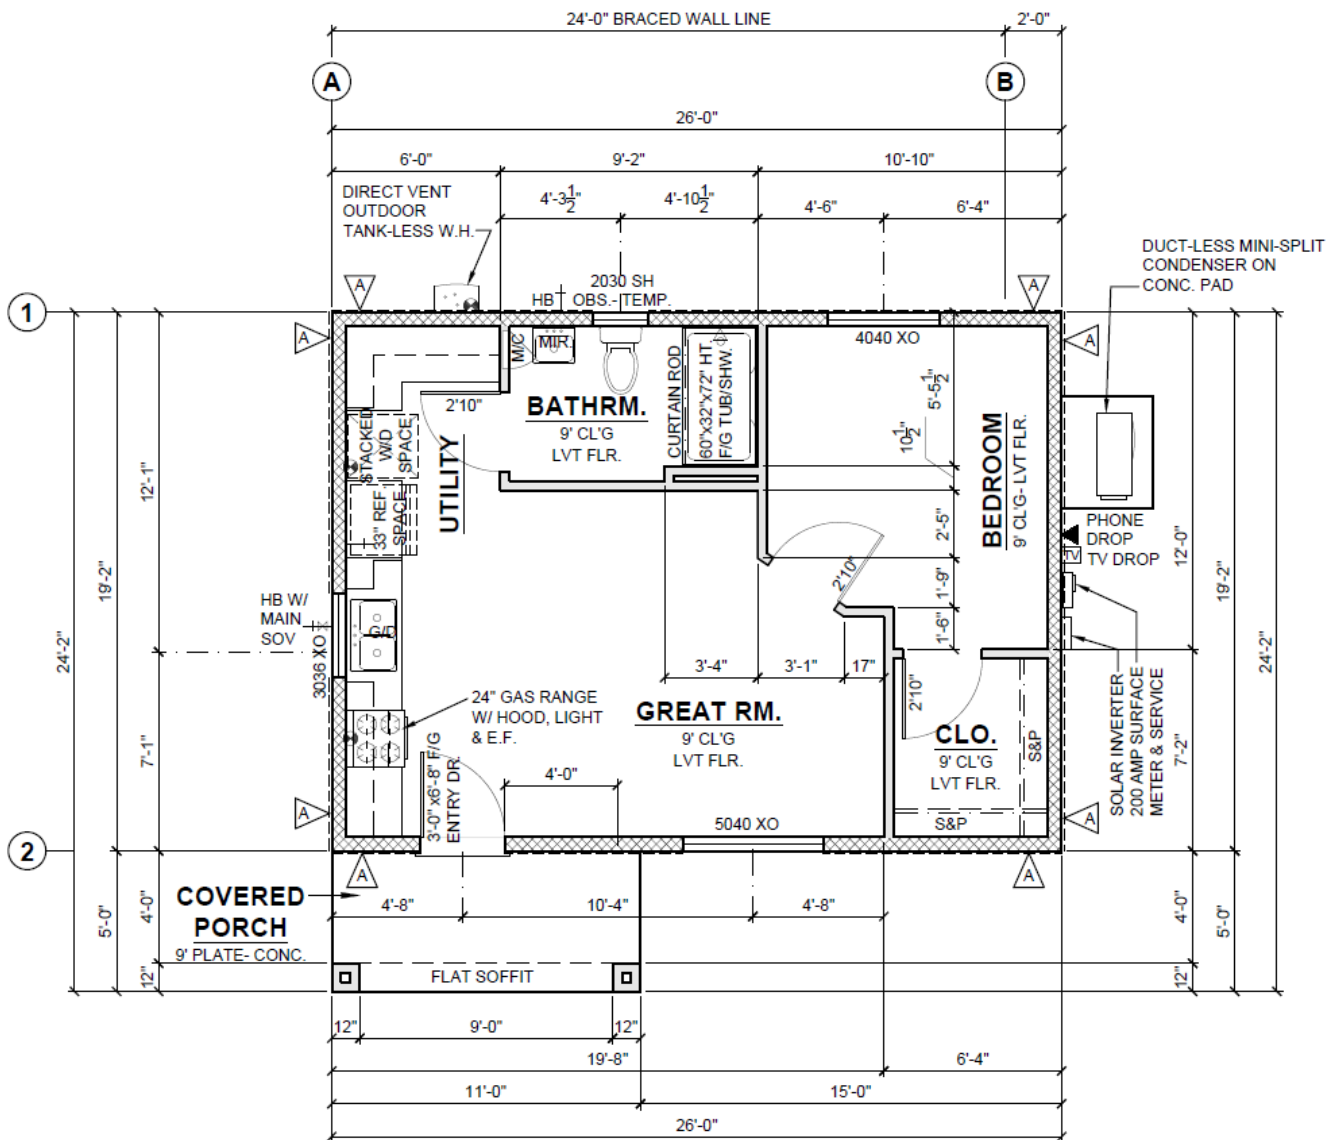 24'-0" BRACED WALL LINE
2'-0"
A
B
26'-0"
6'-0"
9'-2"
10'-10"
DIRECT VENT
OUTDOOR
TANK-LESS W.H.
4'-3 1/2"
4'-10 1/2"
4'-6"
6'-4"
DUCT-LESS MINI-SPLIT
CONDENSER ON
CONC. PAD
A
A
1
HB
2030 SH
OBS.-TEMP.
A
A
M/C
MIR.
4040 XO
CURTAIN ROD
60"x32"x72" HT.
F/G TUB/SHW.
5'-5 1/2"
10 1/2"
2'10"
BATHRM.
9' CL'G
LVT FLR.
STACKED
W/D
SPACE
UTILITY
33" REF.
SPACE
BEDROOM
9' CL'G- LVT FLR.
PHONE
DROP
TV
TV DROP
12'-1"
19'-2"
24'-2"
2'-5"
2'10"
1'-9"
1'-6"
12'-0"
19'-2"
24'-2"
HB W/
MAIN
SOV
3036 XO
G/D
3'-4"
3'-1"
17"
24" GAS RANGE
W/ HOOD, LIGHT
& E.F.
GREAT RM.
9' CL'G
LVT FLR.
2'10"
CLO.
9' CL'G
LVT FLR.
S&P
S&P
SOLAR INVERTER
200 AMP SURFACE
METER & SERVICE
7'-1"
7'-2"
3'-0" x6'-8" F/G
ENTRY DR.
4'-0"
5040 XO
A
A
2
A
A
COVERED
PORCH
9' PLATE- CONC.
4'-8"
10'-4"
4'-8"
4'-0"
5'-0"
12"
4'-0"
5'-0"
12"
FLAT SOFFIT
12"
9'-0"
12"
19'-8"
6'-4"
11'-0"
15'-0"
26'-0"